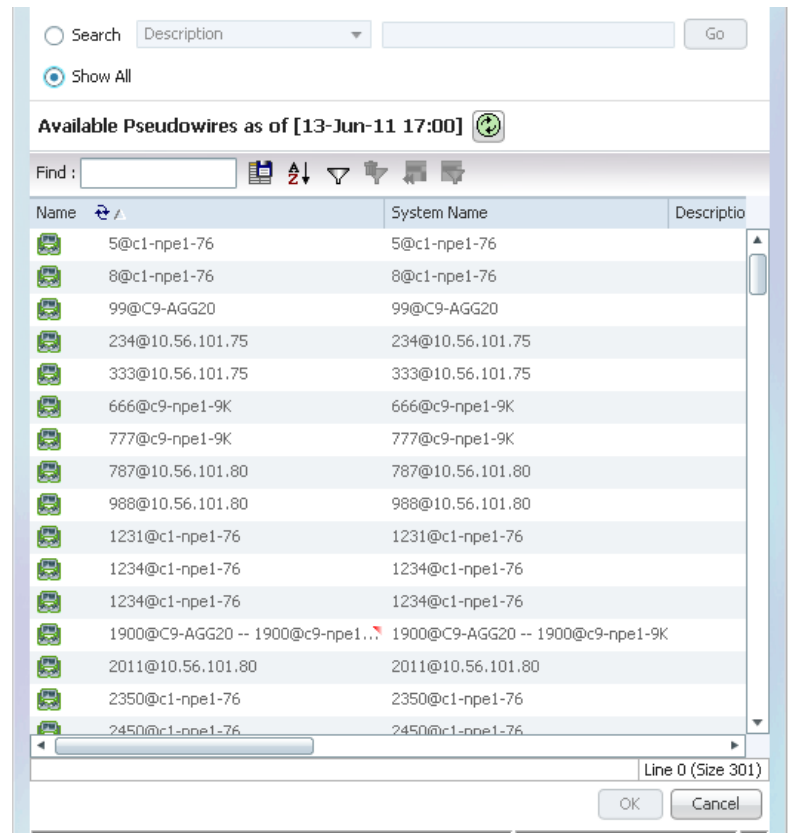 Search Description Go
Show All
Available Pseudowires as of [13-Jun-11 17:00]
Find :
Name System Name Descriptio
5@c1-npe1-76 5@c1-npe1-76
8@c1-npe1-76 8@c1-npe1-76
99@C9-AGG20 99@C9-AGG20
234@10.56.101.75 234@10.56.101.75
333@10.56.101.75 333@10.56.101.75
666@c9-npe1-9K 666@c9-npe1-9K
777@c9-npe1-9K 777@c9-npe1-9K
787@10.56.101.80 787@10.56.101.80
988@10.56.101.80 988@10.56.101.80
1231@c1-npe1-76 1231@c1-npe1-76
1234@c1-npe1-76 1234@c1-npe1-76
1234@c1-npe1-76 1234@c1-npe1-76
1900@C9-AGG20 -- 1900@c9-npe1... 1900@C9-AGG20 -- 1900@c9-npe1-9K
2011@10.56.101.80 2011@10.56.101.80
2350@c1-npe1-76 2350@c1-npe1-76
2450@c1-npe1-76 2450@c1-npe1-76
Line 0 (Size 301)
OK Cancel